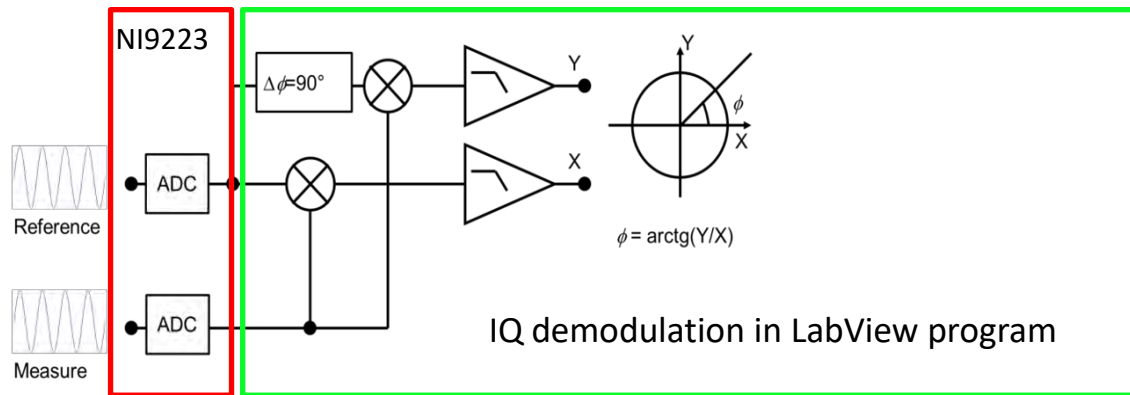 NI9223
Δϕ=90°
Y
Y
ϕ
X
X
ADC
Reference
ϕ = arctg(Y/X)
ADC
Measure
IQ demodulation in LabView program